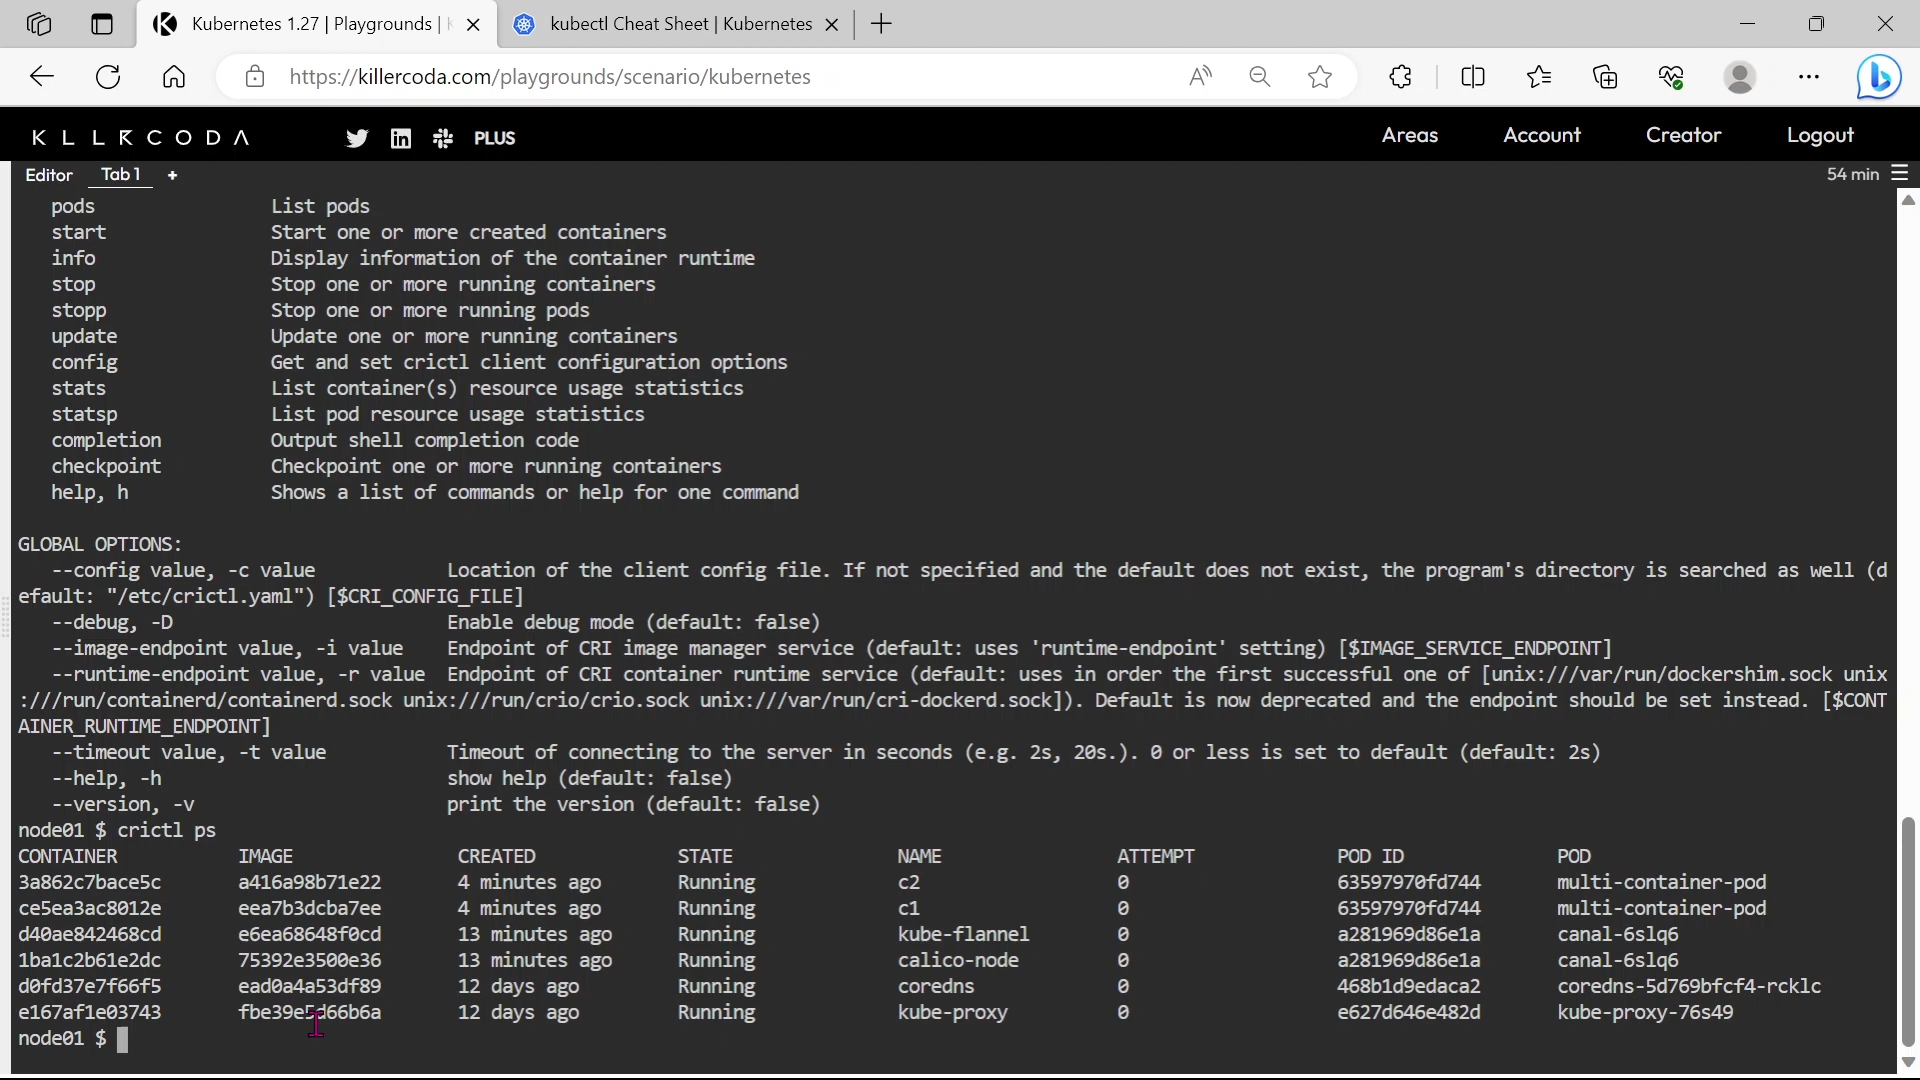 Kubernetes 1.27 | Playgrounds | K
kubectl Cheat Sheet | Kubernetes
https://killercoda.com/playgrounds/scenario/kubernetes
KLLRCODA
PLUS
Areas
Account
Creator
Logout
Editor
Tab 1
+
54 min
pods List pods
start Start one or more created containers
info Display information of the container runtime
stop Stop one or more running containers
stopp Stop one or more running pods
update Update one or more running containers
config Get and set crictl client configuration options
stats List container(s) resource usage statistics
statsp List pod resource usage statistics
completion Output shell completion code
checkpoint Checkpoint one or more running containers
help, h Shows a list of commands or help for one command
GLOBAL OPTIONS:
--config value, -c value Location of the client config file. If not specified and the default does not exist, the program's directory is searched as well (d
efault: "/etc/crictl.yaml") [$CRI_CONFIG_FILE]
--debug, -D Enable debug mode (default: false)
--image-endpoint value, -i value Endpoint of CRI image manager service (default: uses 'runtime-endpoint' setting) [$IMAGE_SERVICE_ENDPOINT]
--runtime-endpoint value, -r value Endpoint of CRI container runtime service (default: uses in order the first successful one of [unix:///var/run/dockershim.sock unix
:///run/containerd/containerd.sock unix:///run/crio/crio.sock unix:///var/run/cri-dockerd.sock]). Default is now deprecated and the endpoint should be set instead. [$CONT
AINER_RUNTIME_ENDPOINT]
--timeout value, -t value Timeout of connecting to the server in seconds (e.g. 2s, 20s.). 0 or less is set to default (default: 2s)
--help, -h show help (default: false)
--version, -v print the version (default: false)
node01 $ crictl ps
CONTAINER IMAGE CREATED STATE NAME ATTEMPT POD ID POD
3a862c7bace5c a416a98b71e22 4 minutes ago Running c2 0 63597970fd744 multi-container-pod
ce5ea3ac8012e eea7b3dcba7ee 4 minutes ago Running c1 0 63597970fd744 multi-container-pod
d40ae842468cd e6ea68648f0cd 13 minutes ago Running kube-flannel 0 a281969d86e1a canal-6slq6
1ba1c2b61e2dc 75392e3500e36 13 minutes ago Running calico-node 0 a281969d86e1a canal-6slq6
d0fd37e7f66f5 ead0a4a53df89 12 days ago Running coredns 0 468b1d9edaca2 coredns-5d769bfcf4-rcklc
e167af1e03743 fbe39e5d66b6a 12 days ago Running kube-proxy 0 e627d646e482d kube-proxy-76s49
node01 $